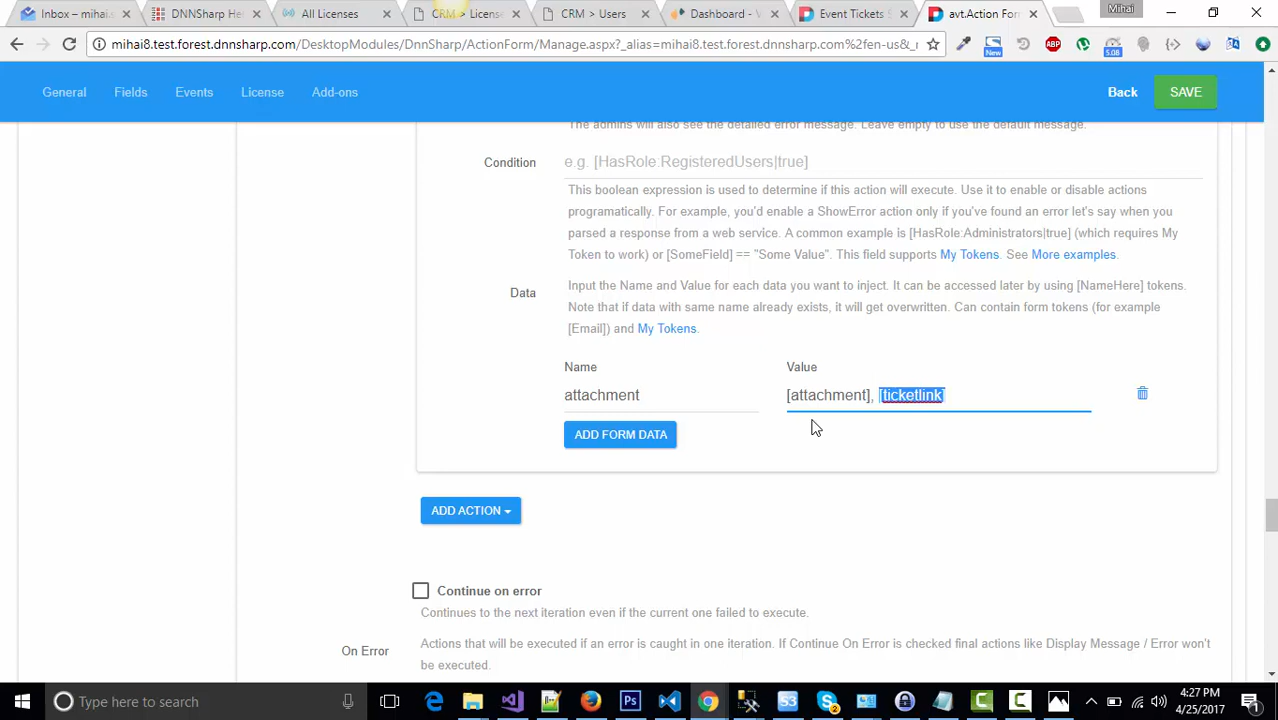 Mihai
Inbox – mihai
DNNSharp He
All Licenses
CRM > License
CRM > Users
Dashboard - V
Event Tickets S
avt.Action For
mihai8.test.forest.dnnsharp.com/DesktopModules/DnnSharp/ActionForm/Manage.aspx?_alias=mihai8.test.forest.dnnsharp.com%2fen-us&_r
New
ABP
5.08
General
Fields
Events
License
Add-ons
Back
SAVE
The admins will also see the detailed error message. Leave empty to use the default message.
Condition
e.g. [HasRole:RegisteredUsers|true]
This boolean expression is used to determine if this action will execute. Use it to enable or disable actions
programatically. For example, you'd enable a ShowError action only if you've found an error let's say when you
parsed a response from a web service. A common example is [HasRole:Administrators|true] (which requires My
Token to work) or [SomeField] == "Some Value". This field supports My Tokens. See More examples.
Data
Input the Name and Value for each data you want to inject. It can be accessed later by using [NameHere] tokens.
Note that if data with same name already exists, it will get overwritten. Can contain form tokens (for example
[Email]) and My Tokens.
Name
Value
attachment
[attachment], [ticketlink]
ADD FORM DATA
ADD ACTION
Continue on error
Continues to the next iteration even if the current one failed to execute.
On Error
Actions that will be executed if an error is caught in one iteration. If Continue On Error is checked final actions like Display Message / Error won't
be executed.
Type here to search
4:27 PM
4/25/2017